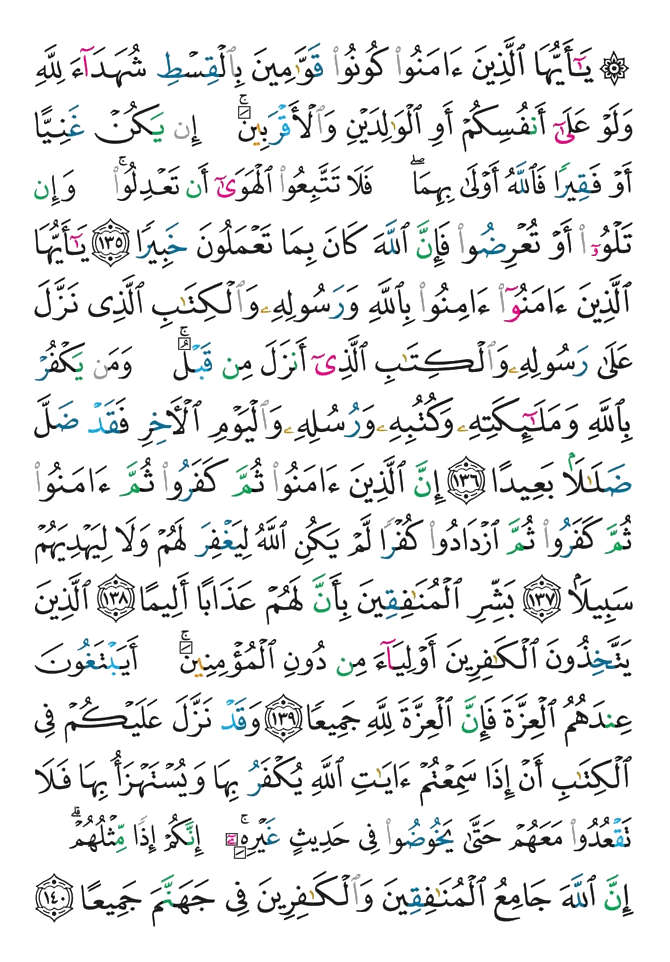 ۞ يَٰٓأَيُّهَا ٱلَّذِينَ ءَامَنُوا۟ كُونُوا۟ قَوَّٰمِينَ بِٱلْقِسْطِ شُهَدَآءَ لِلَّهِ
وَلَوْ عَلَىٰٓ أَنفُسِكُمْ أَوِ ٱلْوَٰلِدَيْنِ وَٱلْأَقْرَبِينَ ۚ إِن يَكُنْ غَنِيًّا
أَوْ فَقِيرًا فَٱللَّهُ أَوْلَىٰ بِهِمَا ۖ فَلَا تَتَّبِعُوا۟ ٱلْهَوَىٰٓ أَن تَعْدِلُوا۟ ۚ وَإِن
تَلْوُۥٓا۟ أَوْ تُعْرِضُوا۟ فَإِنَّ ٱللَّهَ كَانَ بِمَا تَعْمَلُونَ خَبِيرًا ١٣٥ يَٰٓأَيُّهَا
ٱلَّذِينَ ءَامَنُوٓا۟ ءَامِنُوا۟ بِٱللَّهِ وَرَسُولِهِۦ وَٱلْكِتَٰبِ ٱلَّذِى نَزَّلَ
عَلَىٰ رَسُولِهِۦ وَٱلْكِتَٰبِ ٱلَّذِىٓ أَنزَلَ مِن قَبْلُ ۚ وَمَن يَكْفُرْ
بِٱللَّهِ وَمَلَٰٓئِكَتِهِۦ وَكُتُبِهِۦ وَرُسُلِهِۦ وَٱلْيَوْمِ ٱلْـَٔاخِرِ فَقَدْ ضَلَّ
ضَلَٰلًۢا بَعِيدًا ١٣٦ إِنَّ ٱلَّذِينَ ءَامَنُوا۟ ثُمَّ كَفَرُوا۟ ثُمَّ ءَامَنُوا۟
ثُمَّ كَفَرُوا۟ ثُمَّ ٱزْدَادُوا۟ كُفْرًا لَّمْ يَكُنِ ٱللَّهُ لِيَغْفِرَ لَهُمْ وَلَا لِيَهْدِيَهُمْ
سَبِيلًۢا ١٣٧ بَشِّرِ ٱلْمُنَٰفِقِينَ بِأَنَّ لَهُمْ عَذَابًا أَلِيمًا ١٣٨ ٱلَّذِينَ
يَتَّخِذُونَ ٱلْكَٰفِرِينَ أَوْلِيَآءَ مِن دُونِ ٱلْمُؤْمِنِينَ ۚ أَيَبْتَغُونَ
عِندَهُمُ ٱلْعِزَّةَ فَإِنَّ ٱلْعِزَّةَ لِلَّهِ جَمِيعًا ١٣٩ وَقَدْ نَزَّلَ عَلَيْكُمْ فِى
ٱلْكِتَٰبِ أَنْ إِذَا سَمِعْتُمْ ءَايَٰتِ ٱللَّهِ يُكْفَرُ بِهَا وَيُسْتَهْزَأُ بِهَا فَلَا
تَقْعُدُوا۟ مَعَهُمْ حَتَّىٰ يَخُوضُوا۟ فِى حَدِيثٍ غَيْرِهِۦٓ ۚ إِنَّكُمْ إِذًا مِّثْلُهُمْ ۗ
إِنَّ ٱللَّهَ جَامِعُ ٱلْمُنَٰفِقِينَ وَٱلْكَٰفِرِينَ فِى جَهَنَّمَ جَمِيعًا ١٤٠